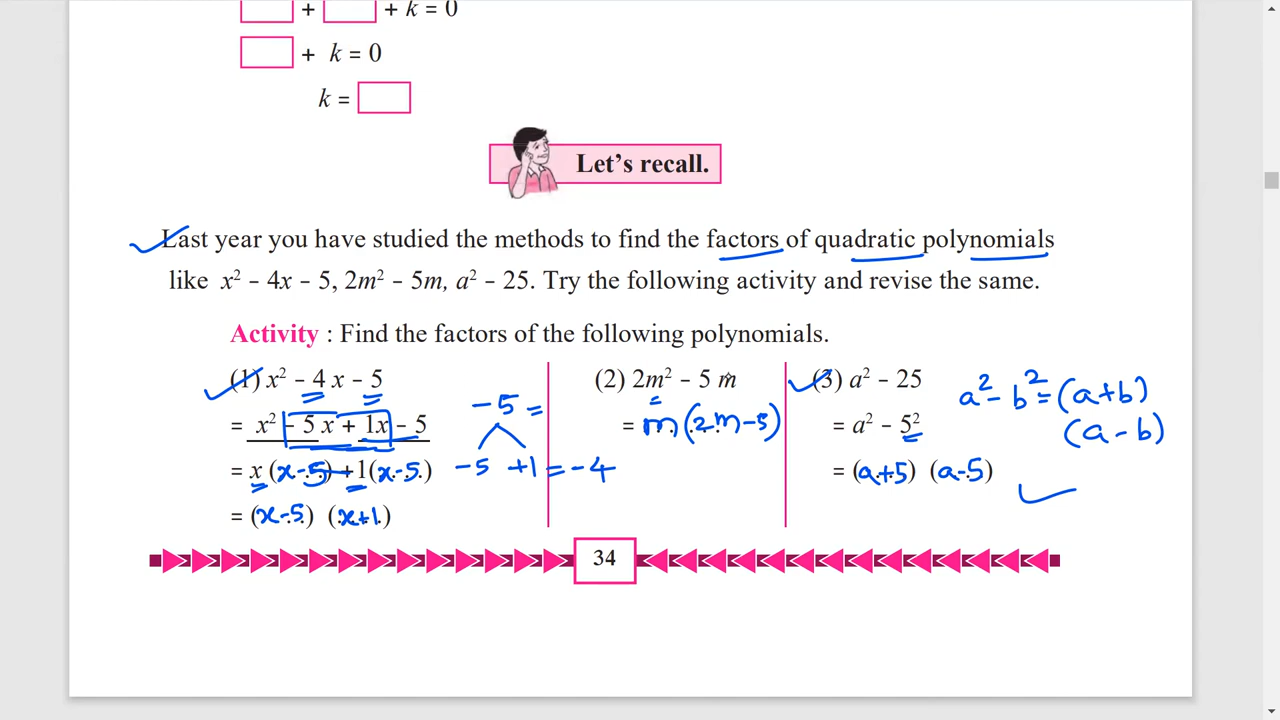 □ + □ + k = 0
□ + k = 0
k = □
Let's recall.
Last year you have studied the methods to find the factors of quadratic polynomials
like x² − 4x − 5, 2m² − 5m, a² − 25. Try the following activity and revise the same.
Activity : Find the factors of the following polynomials.
(1) x² − 4 x − 5
= x² − 5 x + 1x − 5
= x (x-5) +1(x-5)
= (x-5) (x+1)
-5 =
-5 +1 = -4
(2) 2m² − 5 m
= m (2m-5)
(3) a² − 25
= a² − 5²
= (a+5) (a-5)
a² - b² = (a+b)
(a-b)
34